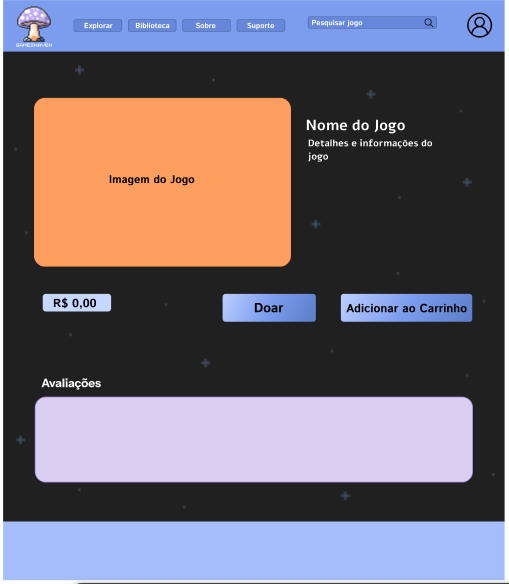 Explorar
Biblioteca
Sobre
Suporte
Pesquisar jogo
GAMESHAVEN
Nome do Jogo
Detalhes e informações do
jogo
Imagem do Jogo
R$ 0,00
Doar
Adicionar ao Carrinho
Avaliações